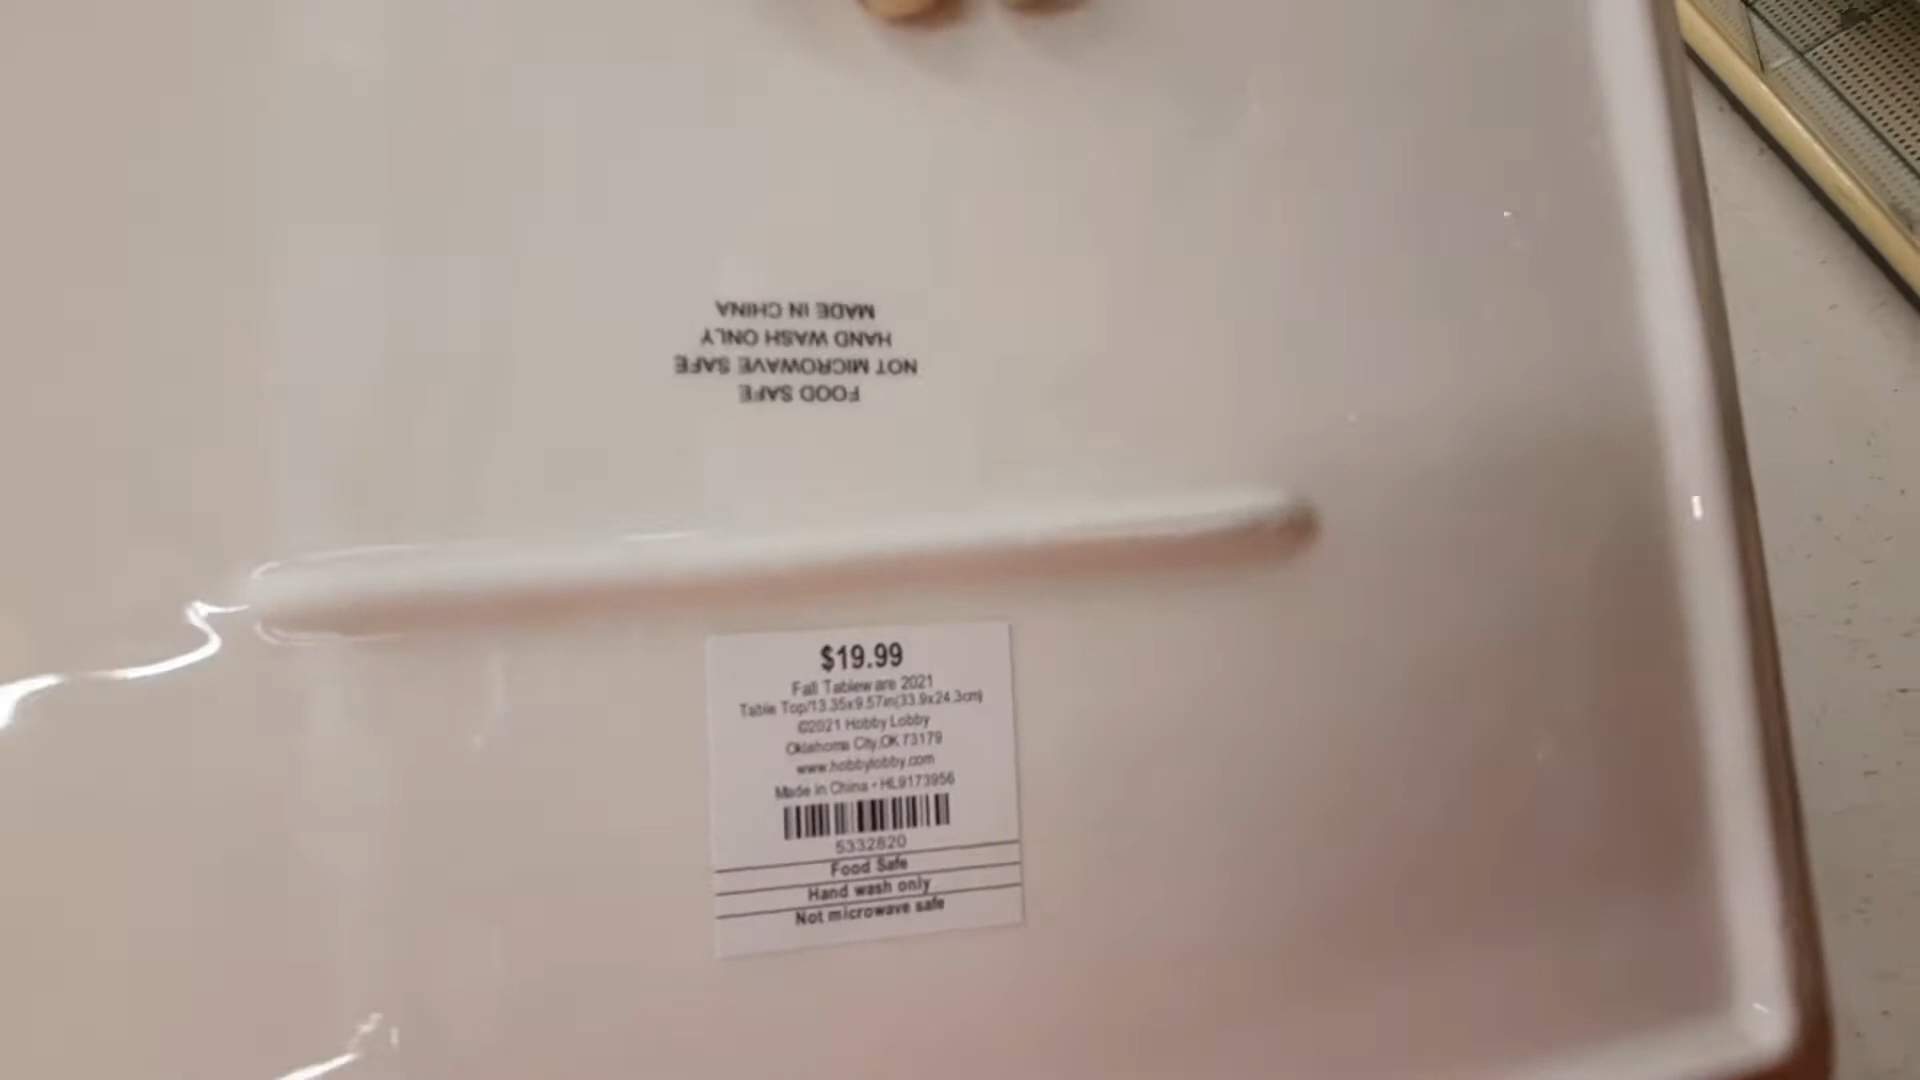 FOOD SAFE
NOT MICROWAVE SAFE
HAND WASH ONLY
MADE IN CHINA
$19.99
Fall Tableware 2021
Table Top/13.35x9.57in(33.9x24.3cm)
©2021 Hobby Lobby
Oklahoma City,OK 73179
www.hobbylobby.com
Made in China • HL9173956
5332820
Food Safe
Hand wash only
Not microwave safe